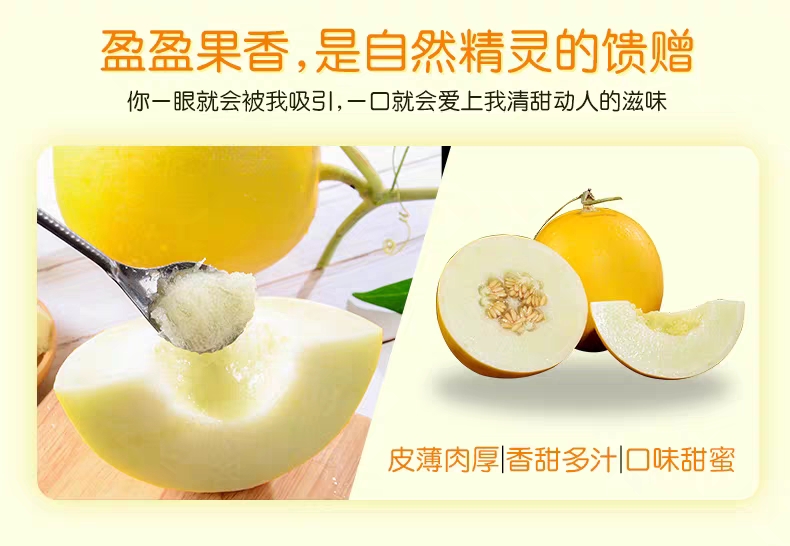 盈盈果香,是自然精灵的馈赠
你一眼就会被我吸引,一口就会爱上我清甜动人的滋味
皮薄肉厚|香甜多汁|口味甜蜜